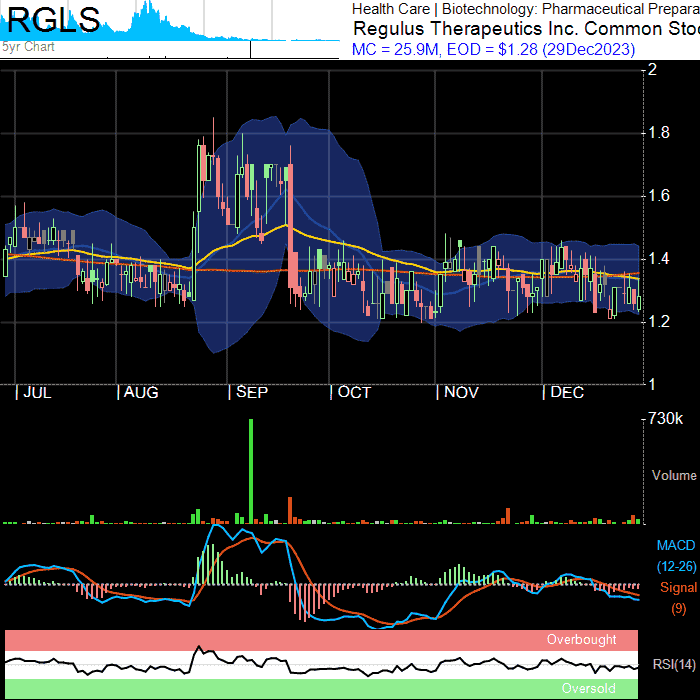 RGLS
5yr Chart
Health Care | Biotechnology: Pharmaceutical Prepara
Regulus Therapeutics Inc. Common Stoc
MC = 25.9M, EOD = $1.28 (29Dec2023)
2
1.8
1.6
1.4
1.2
1
JUL AUG SEP OCT NOV DEC
730k
Volume
MACD
(12-26)
Signal
(9)
Overbought
RSI(14)
Oversold